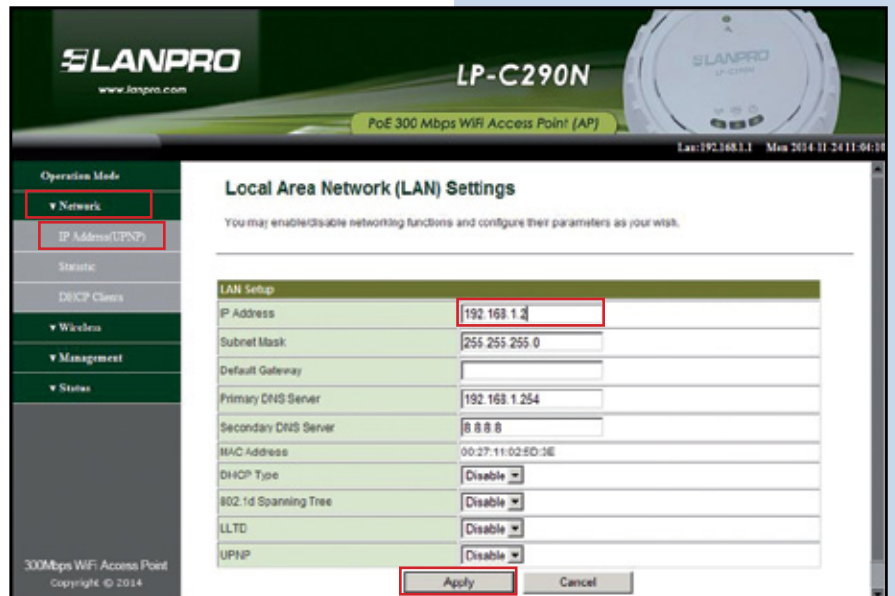 LANPRO
www.lanpro.com
LP-C290N
PoE 300 Mbps WiFi Access Point (AP)
LANPRO
LP-C290N
Lan:192.168.1.1 Mon 2014-11-24 11:04:10
Operation Mode
▼ Network
IP Address(UPNP)
Statistic
DHCP Clients
▼ Wireless
▼ Management
▼ Status
300Mbps WiFi Access Point
Copyright © 2014
Local Area Network (LAN) Settings
You may enable/disable networking functions and configure their parameters as your wish.
LAN Setup
IP Address 192.168.1.2
Subnet Mask 255.255.255.0
Default Gateway
Primary DNS Server 192.168.1.254
Secondary DNS Server 8.8.8.8
MAC Address 00:27:11:02:5D:3E
DHCP Type Disable
802.1d Spanning Tree Disable
LLTD Disable
UPNP Disable
Apply Cancel